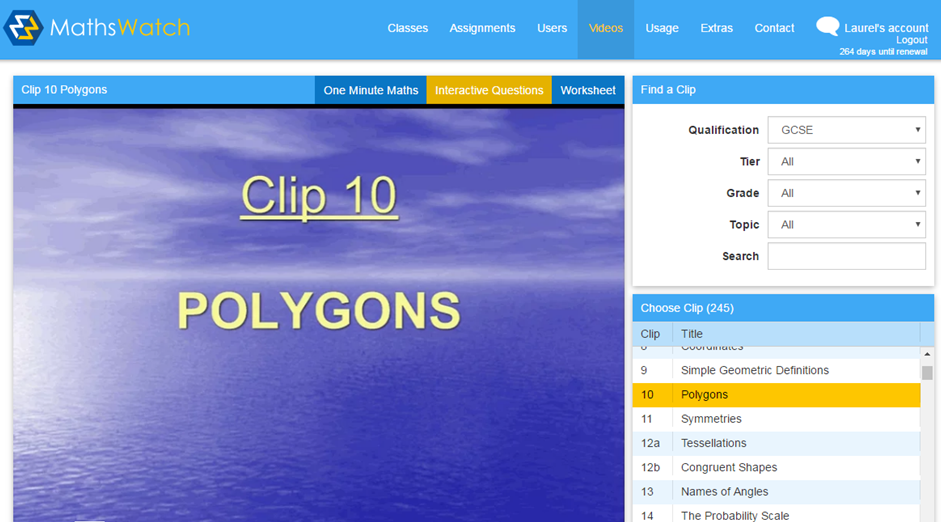 MathsWatch
Classes Assignments Users Videos Usage Extras Contact Laurel's account
Logout
264 days until renewal
Clip 10 Polygons One Minute Maths Interactive Questions Worksheet
Clip 10
POLYGONS
Find a Clip
Qualification GCSE
Tier All
Grade All
Topic All
Search
Choose Clip (245)
Clip Title
8 Coordinates
9 Simple Geometric Definitions
10 Polygons
11 Symmetries
12a Tessellations
12b Congruent Shapes
13 Names of Angles
14 The Probability Scale